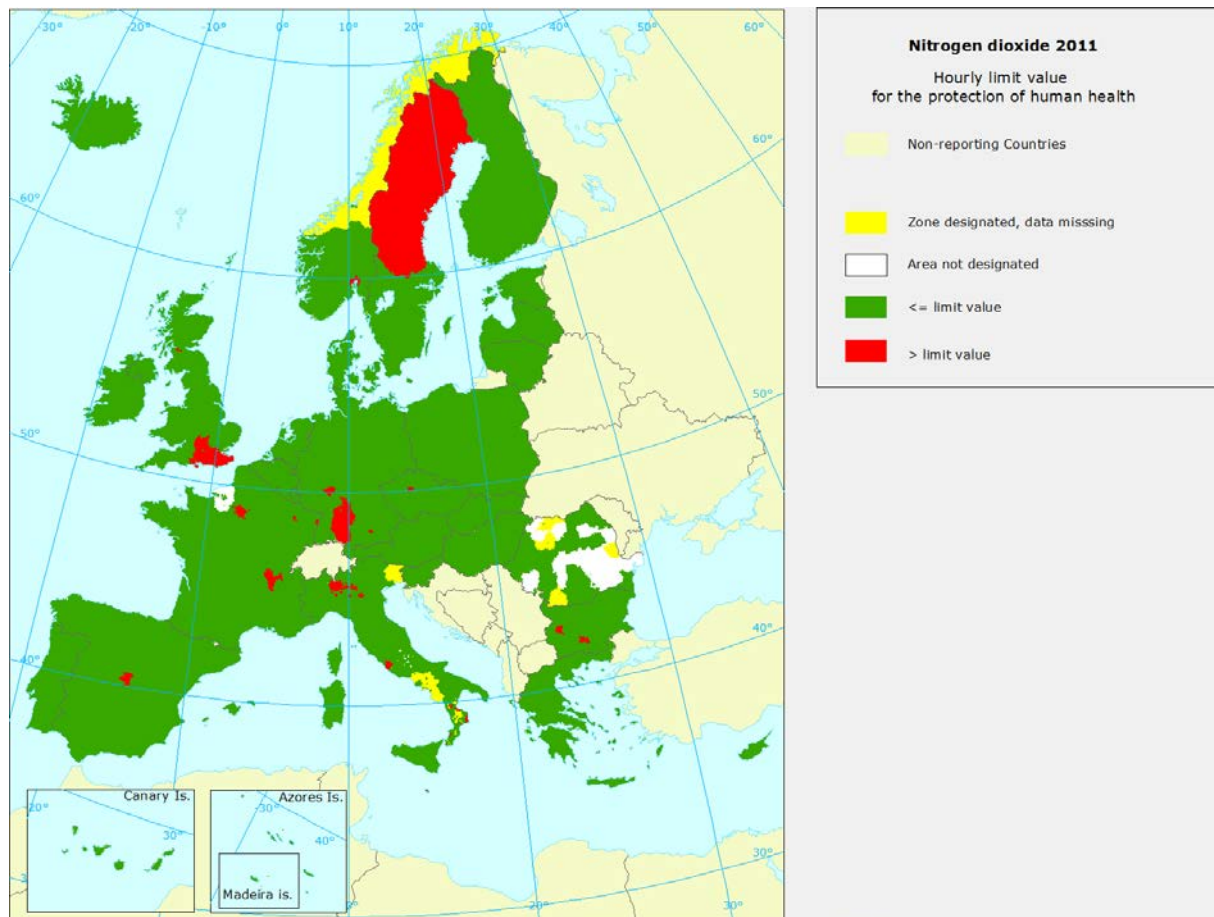 -30°
-20°
-10°
0°
10°
20°
30°
40°
50°
60°
60°
60°
50°
50°
40°
40°
30°
20°
Canary Is.
20°
30°
Azores Is.
-30°
40°
Madeira is.
Nitrogen dioxide 2011
Hourly limit value
for the protection of human health
Non-reporting Countries
Zone designated, data misssing
Area not designated
<= limit value
> limit value